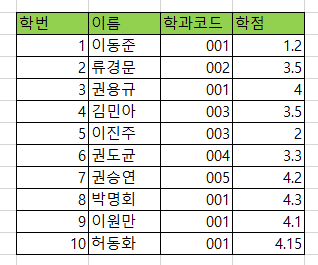 학번 이름 학과코드 학점
1 이동준 001 1.2
2 류경문 002 3.5
3 권용규 001 4
4 김민아 003 3.5
5 이진주 003 2
6 권도균 004 3.3
7 권승연 005 4.2
8 박명회 001 4.3
9 이원만 001 4.1
10 허동화 001 4.15